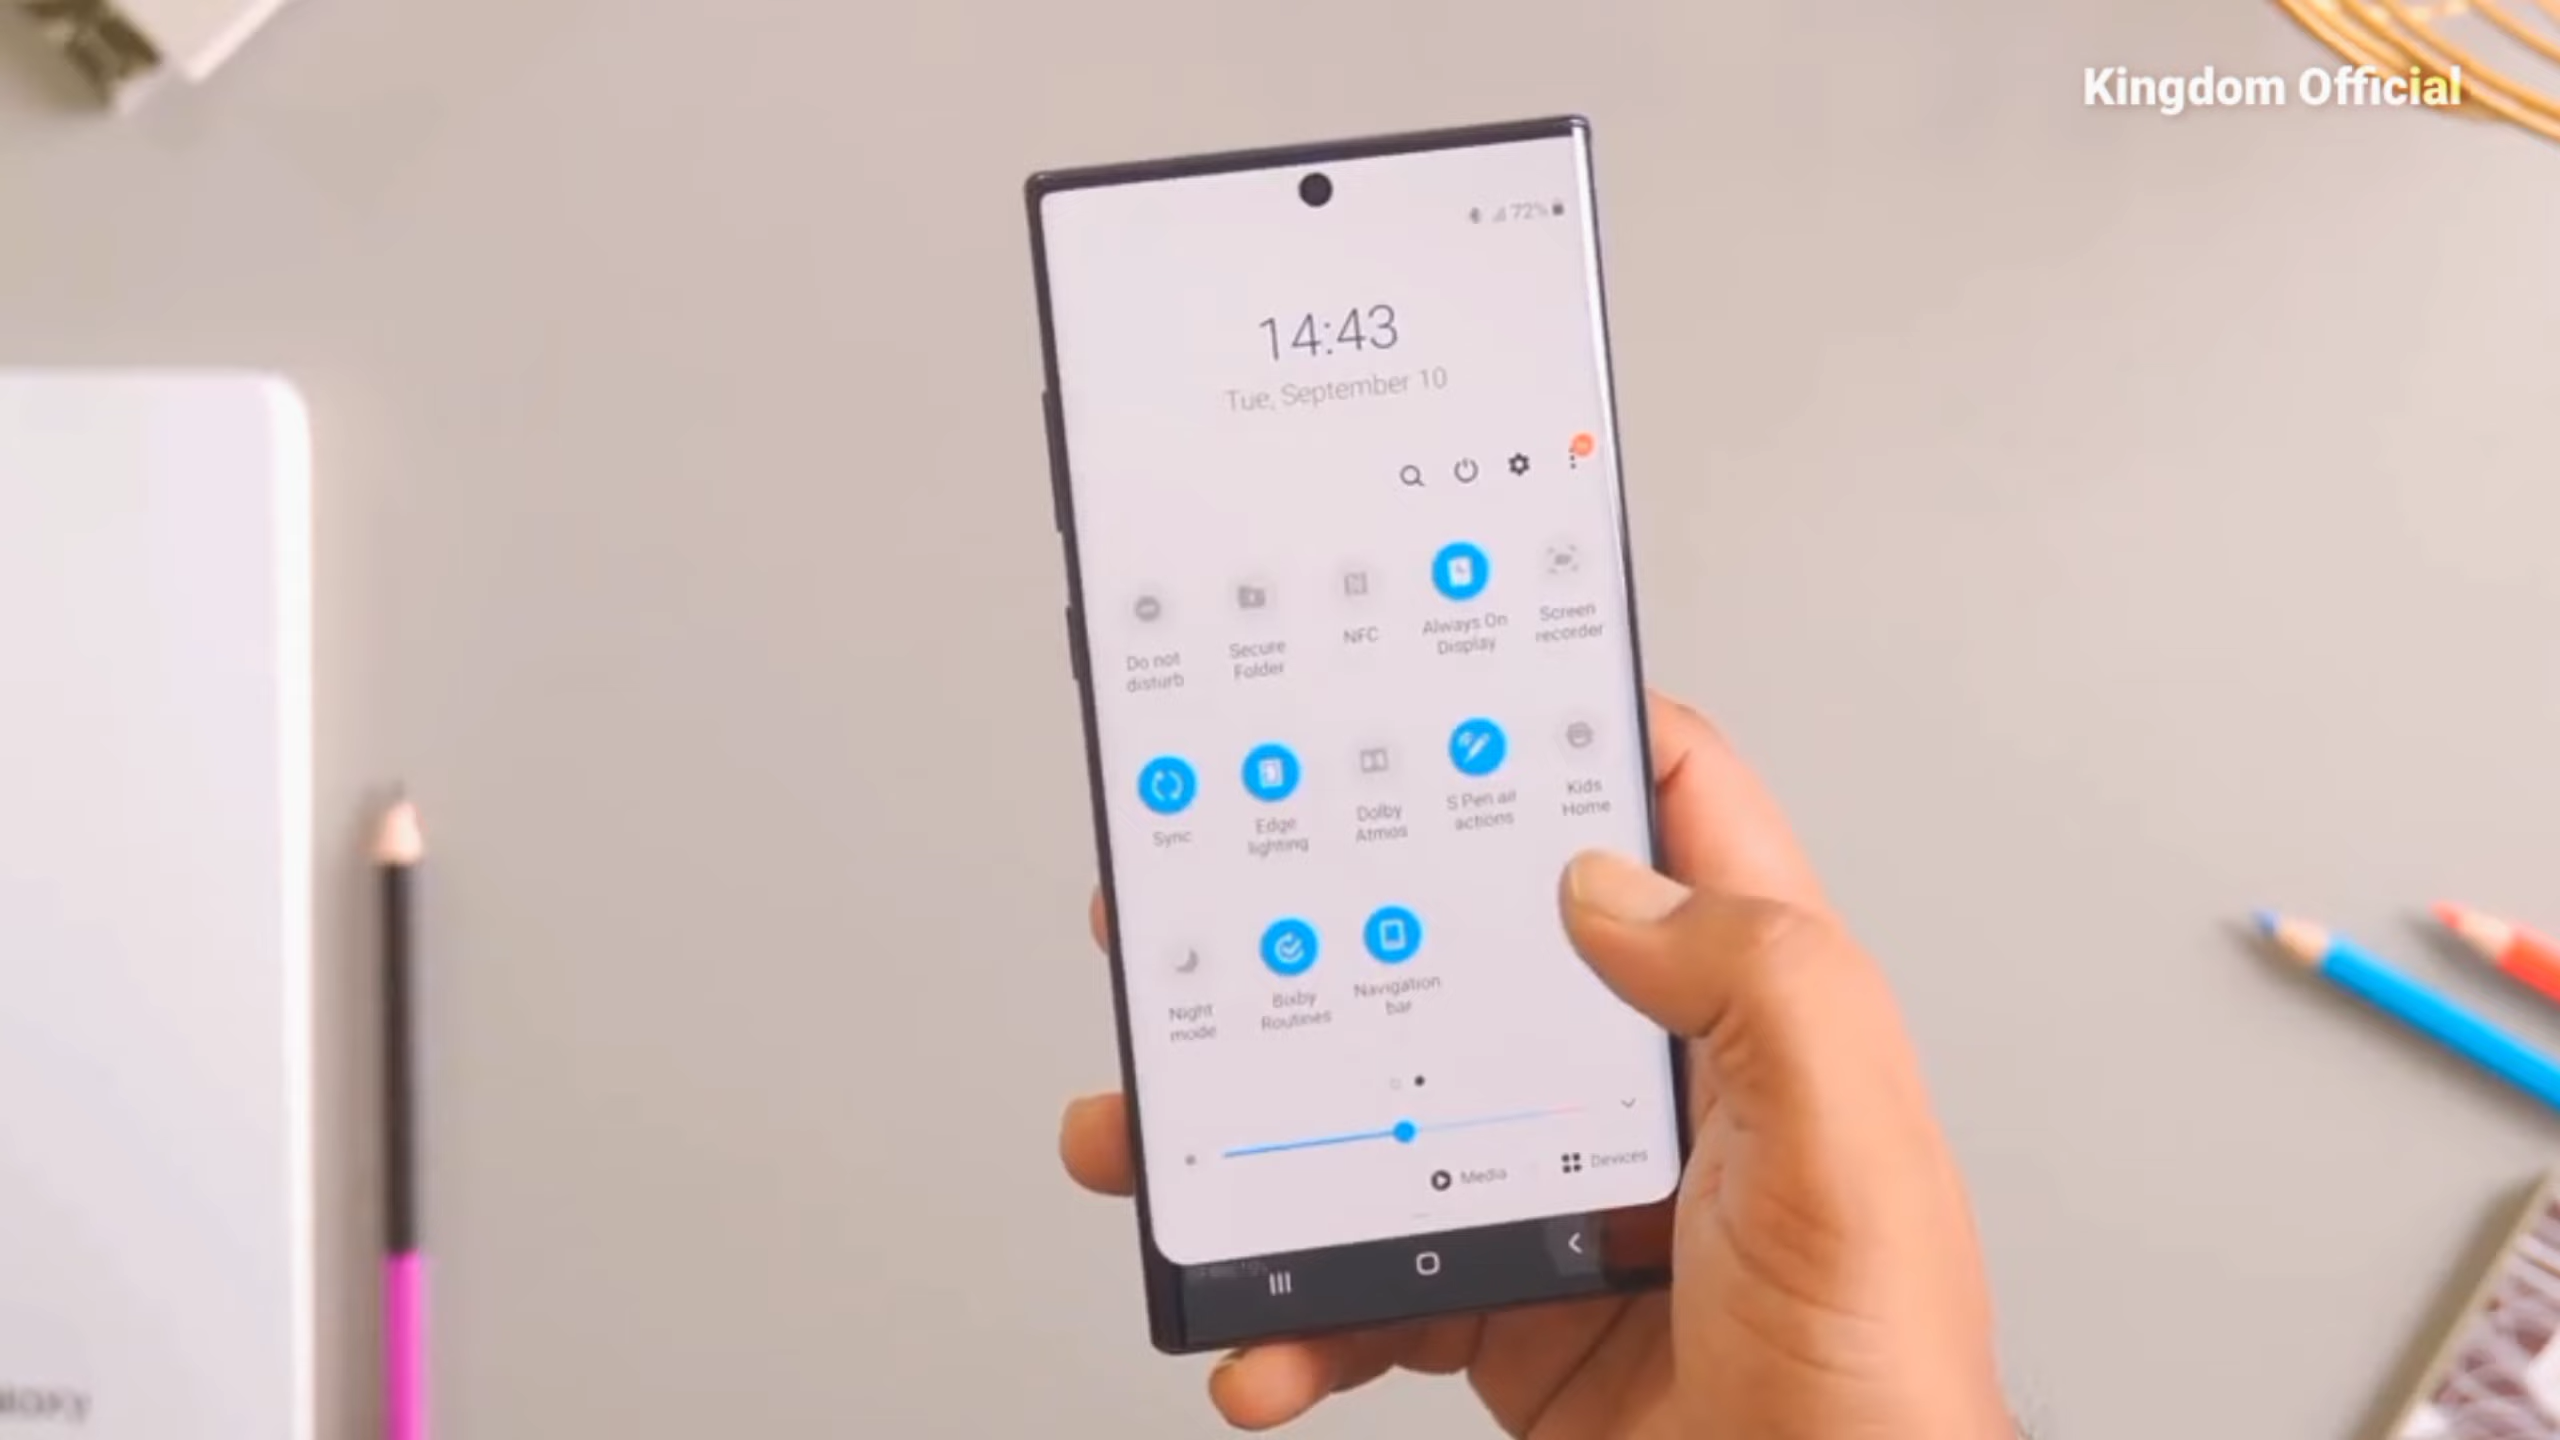 Kingdom Official
72%
14:43
Tue, September 10
Do not
disturb
Secure
Folder
NFC
Always On
Display
Screen
recorder
Sync
Edge
lighting
Dolby
Atmos
S Pen air
actions
Kids
Home
Night
mode
Bixby
Routines
Navigation
bar
Media
Devices